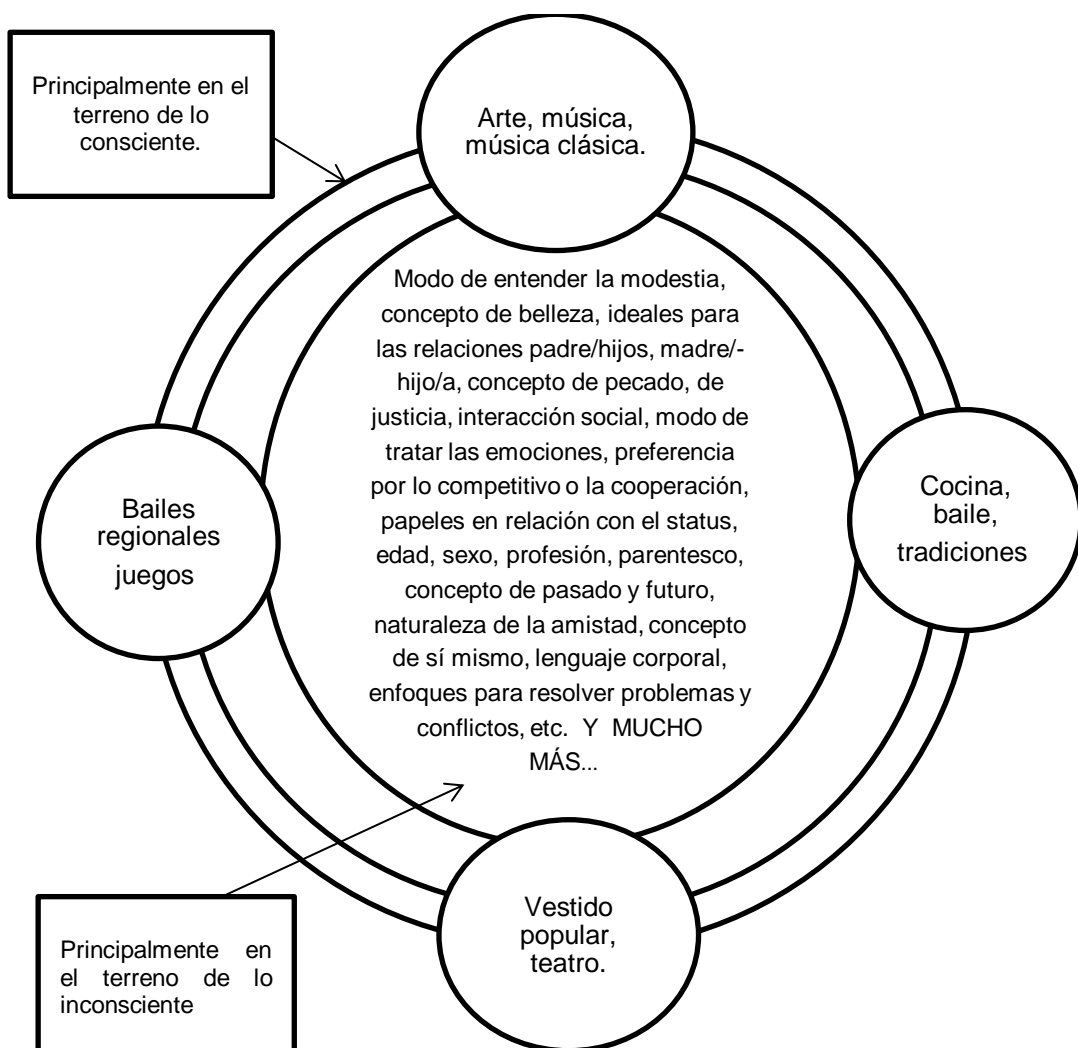 Principalmente en el
terreno de lo
consciente.
Arte, música,
música clásica.
Modo de entender la modestia,
concepto de belleza, ideales para
las relaciones padre/hijos, madre/-
hijo/a, concepto de pecado, de
justicia, interacción social, modo de
tratar las emociones, preferencia
por lo competitivo o la cooperación,
papeles en relación con el status,
edad, sexo, profesión, parentesco,
concepto de pasado y futuro,
naturaleza de la amistad, concepto
de sí mismo, lenguaje corporal,
enfoques para resolver problemas y
conflictos, etc. Y MUCHO
MÁS...
Bailes
regionales
juegos
Cocina,
baile,
tradiciones
Vestido
popular,
teatro.
Principalmente en
el terreno de lo
inconsciente